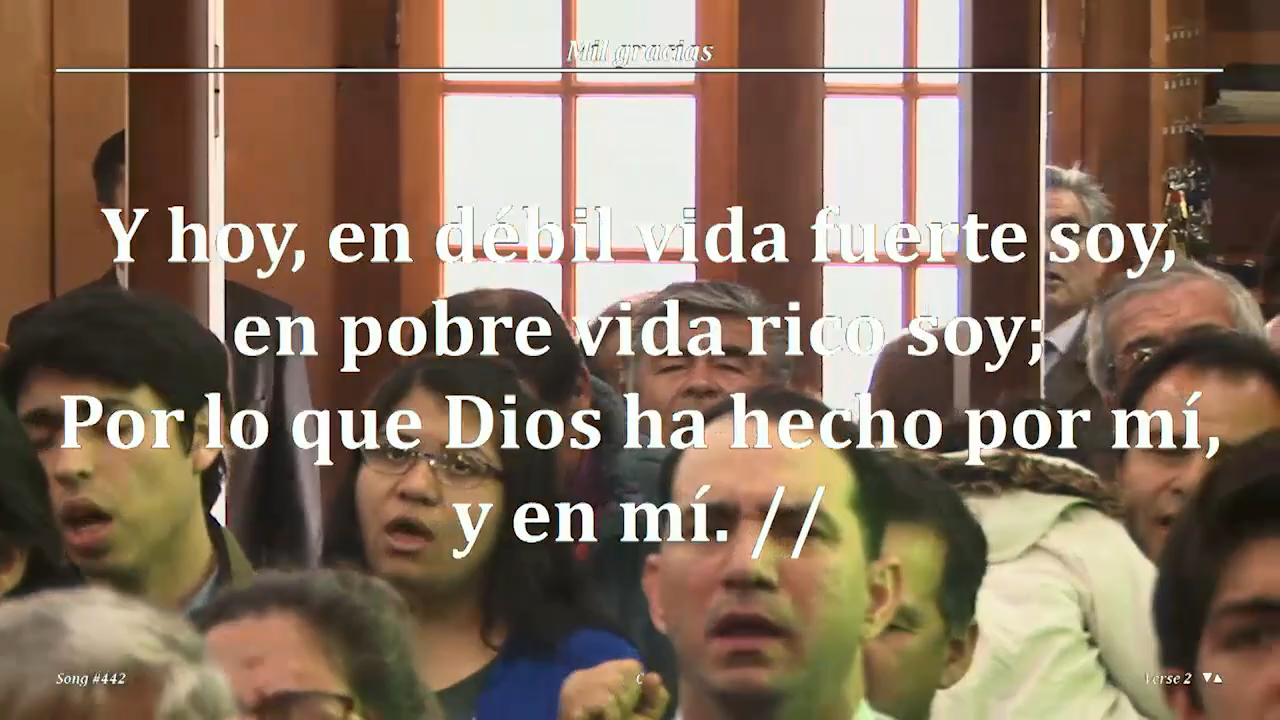 Mil gracias
Y hoy, en débil vida fuerte soy,
en pobre vida rico soy;
Por lo que Dios ha hecho por mí,
y en mí. //
Song #442
C
Verse 2 ▼▲